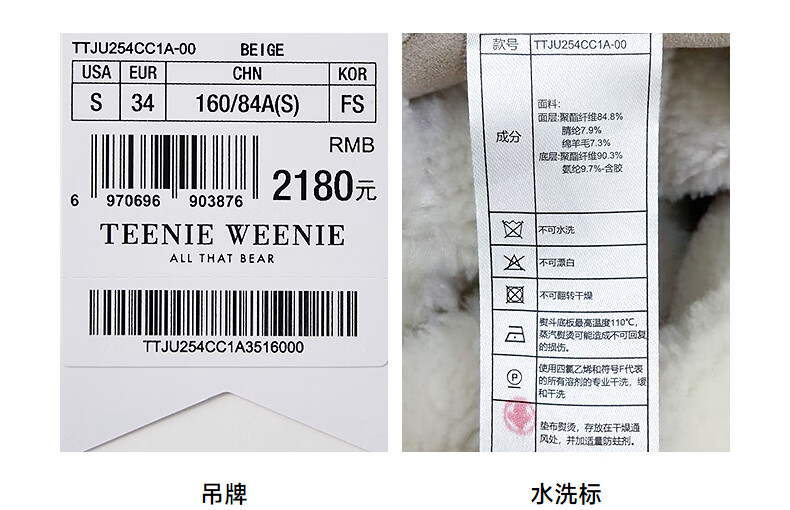 TTJU254CC1A-00 BEIGE
USA EUR CHN KOR
S 34 160/84A(S) FS
RMB
2180元
6 970696 903876
TEENIE WEENIE
ALL THAT BEAR
TTJU254CC1A3516000
吊牌
款号 TTJU254CC1A-00
成分
面料:
面层:聚酯纤维84.8%
腈纶7.9%
绵羊毛7.3%
底层:聚酯纤维90.3%
氨纶9.7%-含胶
不可水洗
不可漂白
不可翻转干燥
熨斗底板最高温度110℃,
蒸汽熨烫可能造成不可回复
的损伤。
P
使用四氯乙烯和符号F代表
的所有溶剂的专业干洗，缓
和干洗
垫布熨烫，存放在干燥通
风处，并加适量防蛀剂。
水洗标